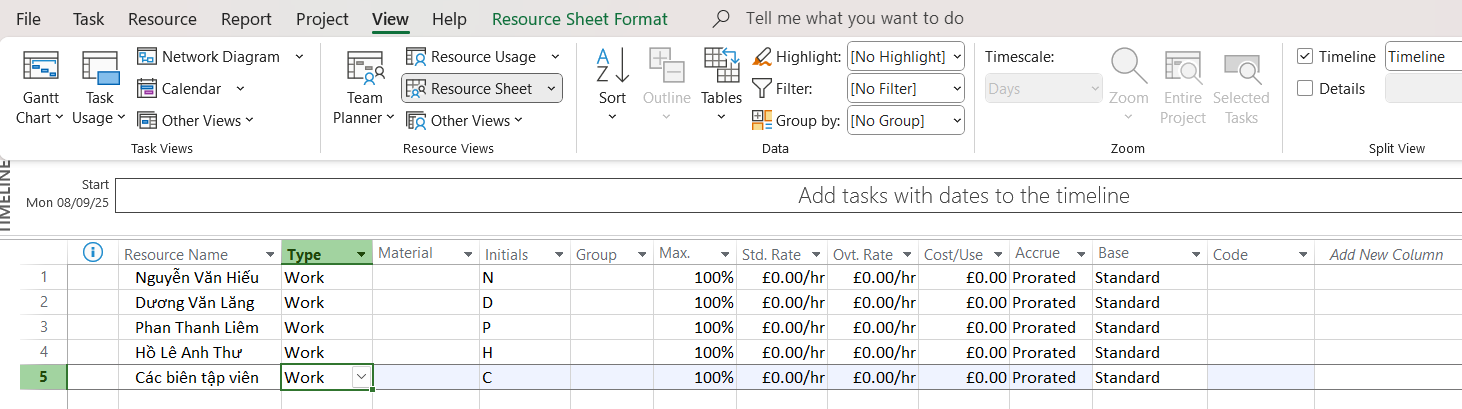 File Task Resource Report Project View Help Resource Sheet Format Tell me what you want to do
Network Diagram Resource Usage Highlight: [No Highlight] Timescale: Timeline Timeline
Calendar Resource Sheet Filter: [No Filter] Days Details
Gantt Chart Task Usage Other Views Team Planner Other Views Sort Outline Tables Group by: [No Group] Zoom Entire Project Selected Tasks
Task Views Resource Views Data Zoom Split View
TIMELINE
Start
Mon 08/09/25
Add tasks with dates to the timeline
Resource Name Type Material Initials Group Max. Std. Rate Ovt. Rate Cost/Use Accrue Base Code Add New Column
1 Nguyễn Văn Hiếu Work N 100% £0.00/hr £0.00/hr £0.00 Prorated Standard
2 Dương Văn Lăng Work D 100% £0.00/hr £0.00/hr £0.00 Prorated Standard
3 Phan Thanh Liêm Work P 100% £0.00/hr £0.00/hr £0.00 Prorated Standard
4 Hồ Lê Anh Thư Work H 100% £0.00/hr £0.00/hr £0.00 Prorated Standard
5 Các biên tập viên Work C 100% £0.00/hr £0.00/hr £0.00 Prorated Standard